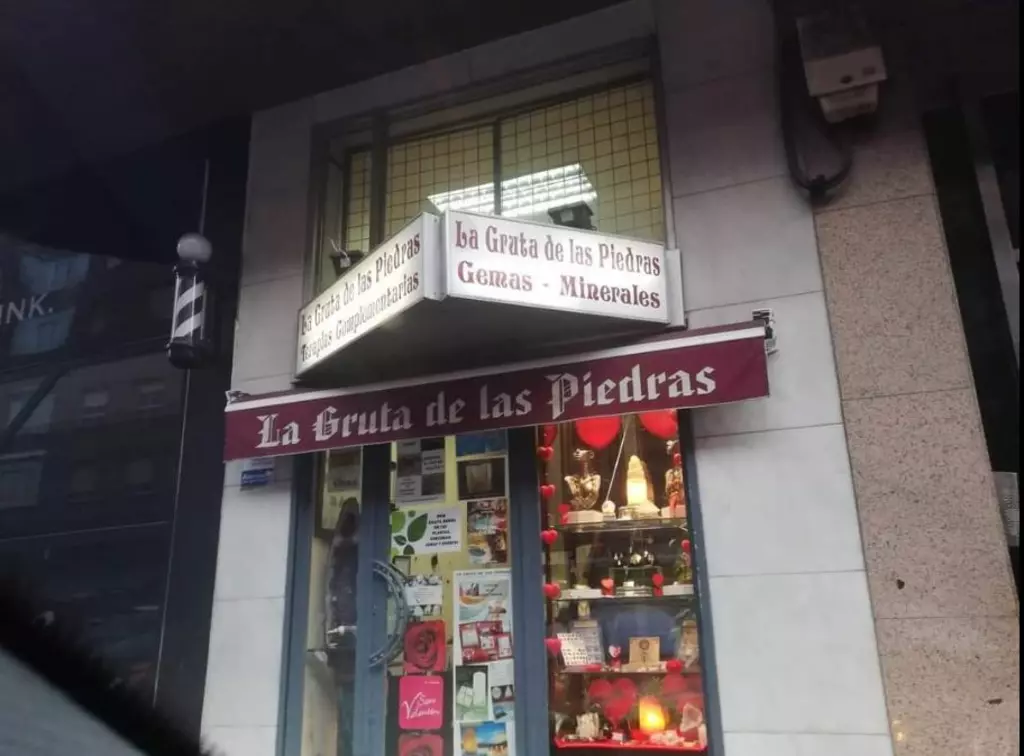 La Gruta de las Piedras
Terapias Complementarias
La Gruta de las Piedras
Gemas - Minerales
La Gruta de las Piedras
INK.
San Valentín